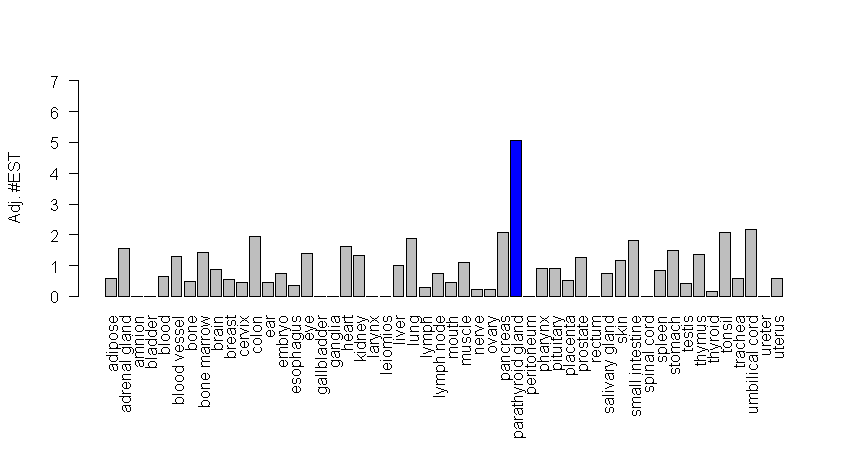 Adj. #EST
7
6
5
4
3
2
1
0
adipose
adrenal gland
amnion
bladder
blood
blood vessel
bone
bone marrow
brain
breast
cervix
colon
ear
embryo
esophagus
eye
gallbladder
ganglia
heart
kidney
larynx
leiomios
liver
lung
lymph
lymph node
mouth
muscle
nerve
ovary
pancreas
parathyroid gland
peritoneum
pharynx
pituitary
placenta
prostate
rectum
salivary gland
skin
small intestine
spinal cord
spleen
stomach
testis
thymus
thyroid
tonsil
trachea
umbilical cord
ureter
uterus